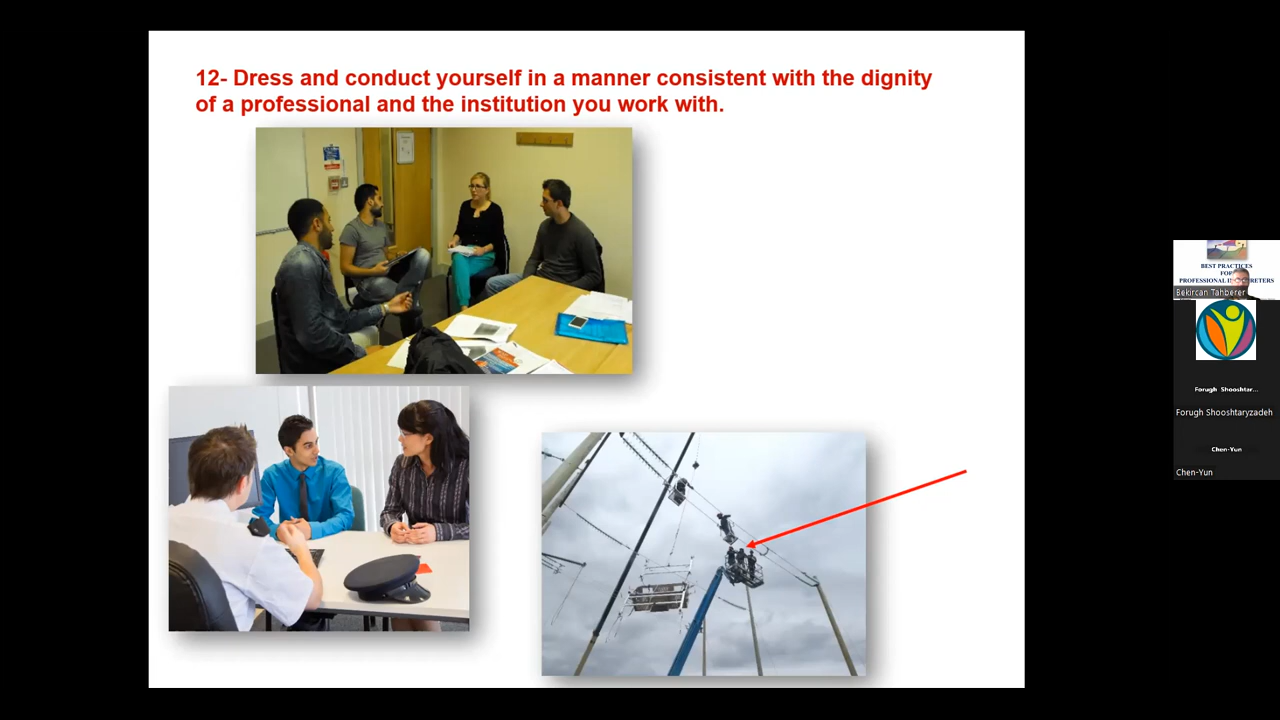 12- Dress and conduct yourself in a manner consistent with the dignity
of a professional and the institution you work with.
BEST PRACTICES
FOR
PROFESSIONAL
Bekircan Tahberer
Forugh Shooshtar...
Forugh Shooshtaryzadeh
Chen-Yun
Chen-Yun